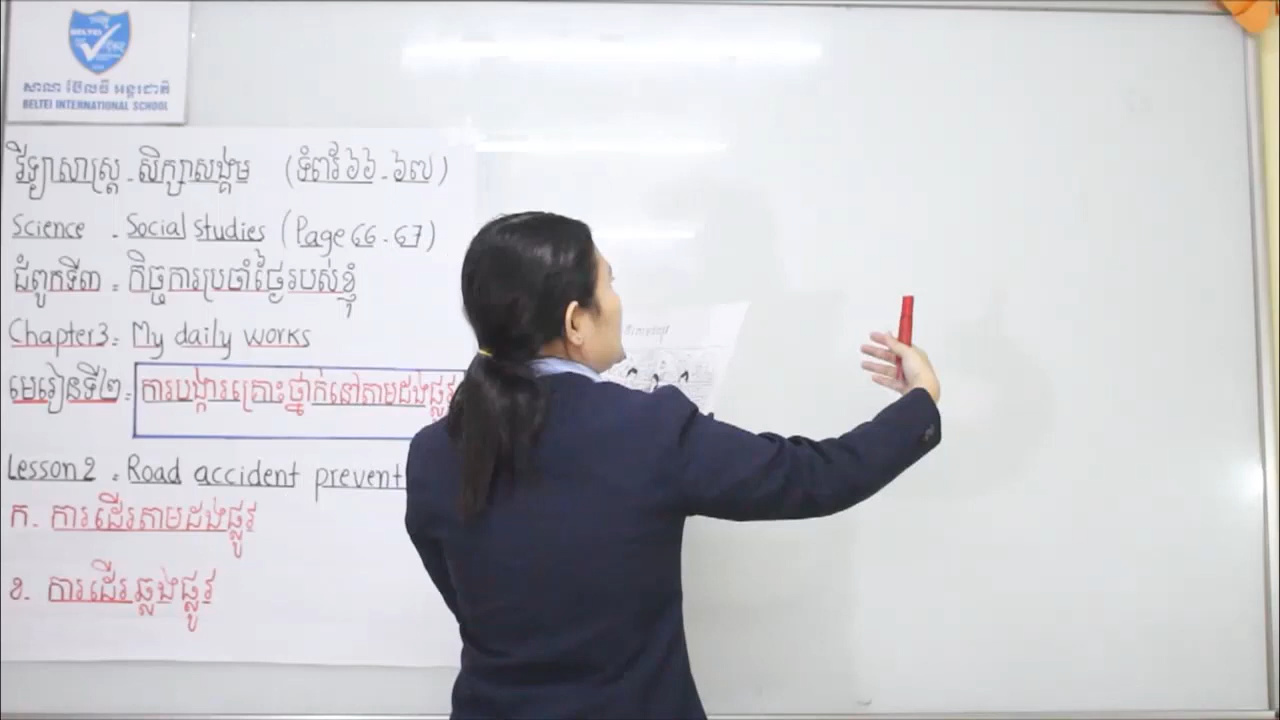 BELTEI
សាលា ប៊ែលធី អន្តរជាតិ
BELTEI INTERNATIONAL SCHOOL
វិទ្យាសាស្ត្រ - សិក្សាសង្គម (ទំព័រ៦៦ - ៦៧)
Science - Social studies (Page 66 - 67)
ជំពូកទី៣ = កិច្ចការប្រចាំថ្ងៃរបស់ខ្ញុំ
Chapter3 = My daily works
មេរៀនទី២ = ការបង្ការគ្រោះថ្នាក់នៅតាមដងផ្លូវ
Lesson2 = Road accident prevent
ក. ការដើរតាមដងផ្លូវ
ខ. ការដើរឆ្លងផ្លូវ